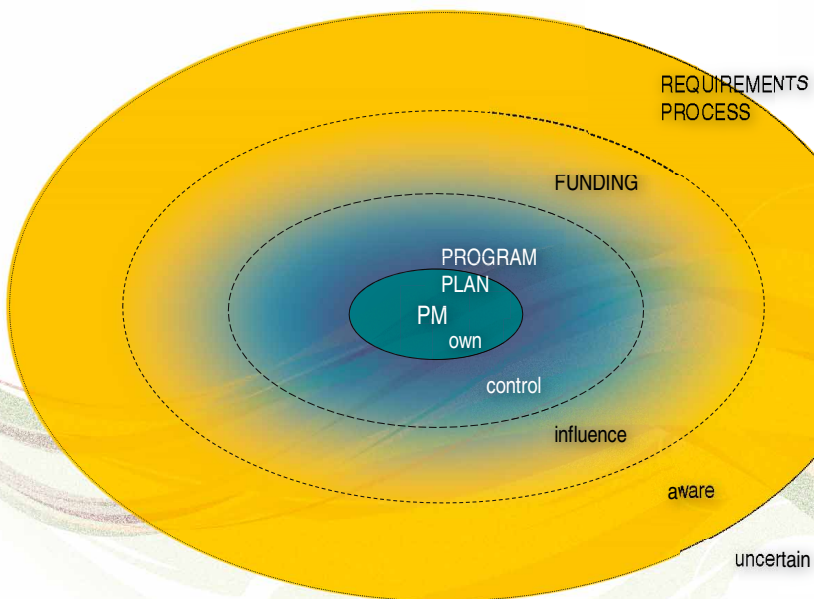 REQUIREMENTS
PROCESS
FUNDING
PROGRAM
PLAN
PM
own
control
influence
aware
uncertain